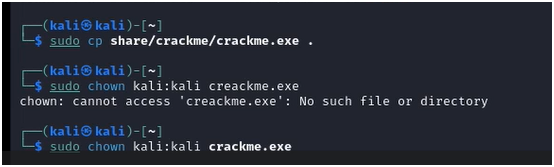 ┌──(kali㉿kali)-[~]
└─$ sudo cp share/crackme/crackme.exe .
┌──(kali㉿kali)-[~]
└─$ sudo chown kali:kali creackme.exe
chown: cannot access 'creackme.exe': No such file or directory
┌──(kali㉿kali)-[~]
└─$ sudo chown kali:kali crackme.exe